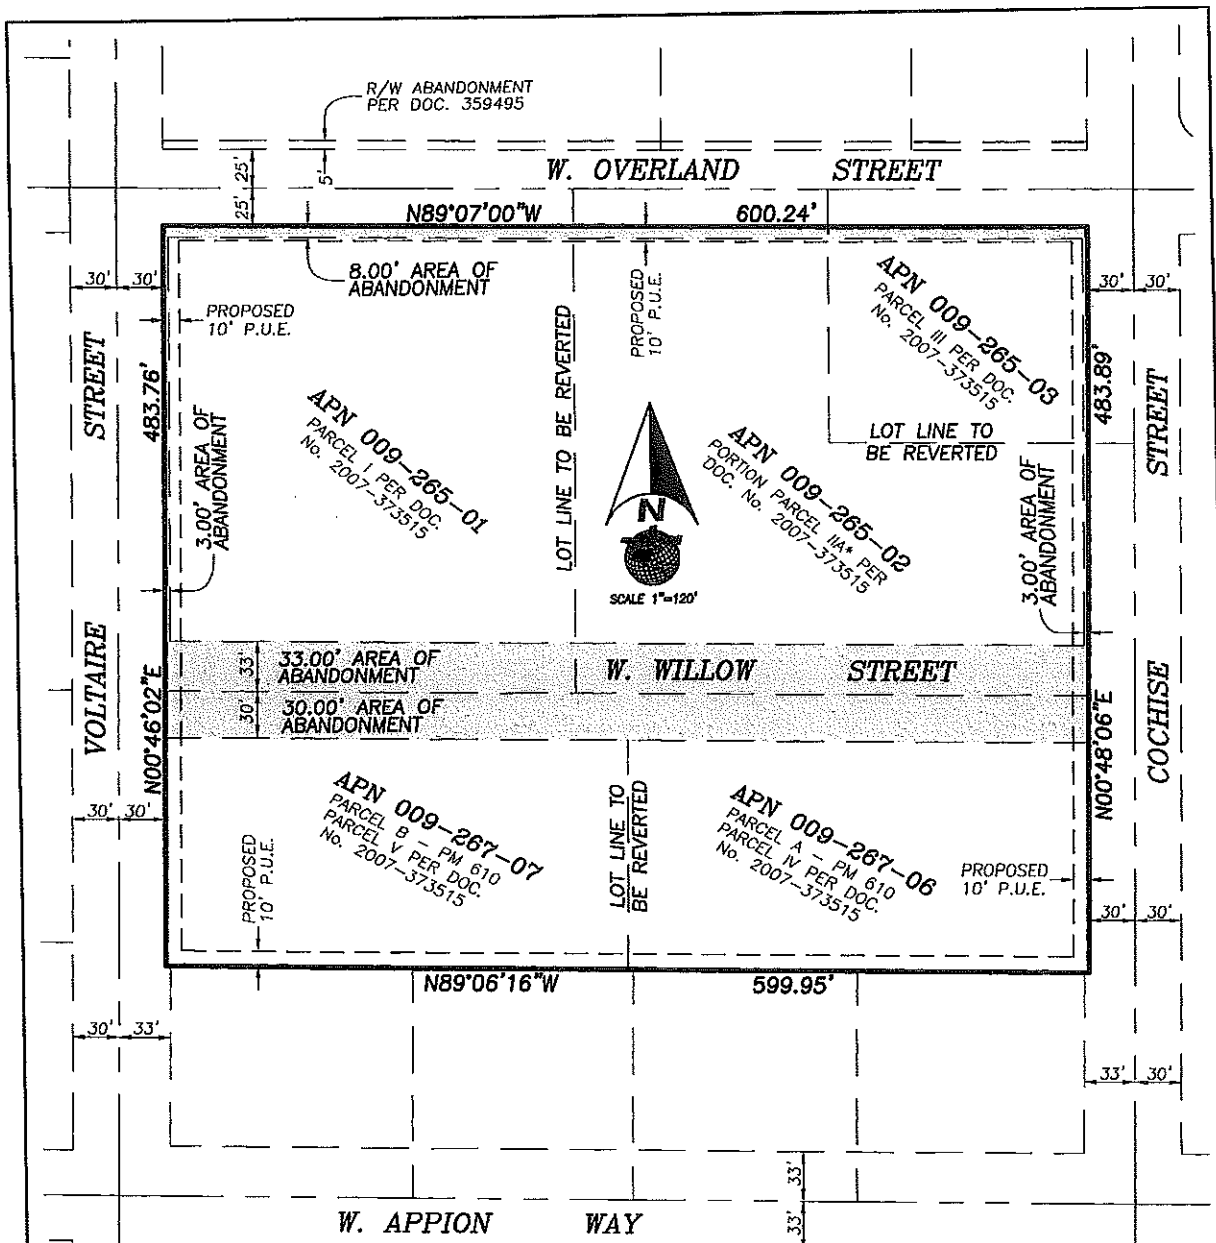 R/W ABANDONMENT
PER DOC. 359495
25'
5'
W. OVERLAND STREET
25'
N89°07'00"W 600.24'
8.00' AREA OF
ABANDONMENT
30' 30'
PROPOSED
10' P.U.E.
PROPOSED
10' P.U.E.
APN 009-265-03
PARCEL III PER DOC.
No. 2007-373515
30' 30'
STREET
483.76'
3.00' AREA OF
ABANDONMENT
APN 009-265-01
PARCEL I PER DOC.
No. 2007-373515
LOT LINE TO BE REVERTED
N
SCALE 1"=120'
APN 009-265-02
PORTION PARCEL IIA* PER
DOC. No. 2007-373515
LOT LINE TO
BE REVERTED
483.89'
3.00' AREA OF
ABANDONMENT
STREET
VOLTAIRE
N00°46'02"E
33'
33.00' AREA OF
ABANDONMENT
W. WILLOW STREET
30'
30.00' AREA OF
ABANDONMENT
N00°48'06"E
COCHISE
30' 30'
APN 009-267-07
PARCEL B - PM 610
PARCEL V PER DOC.
No. 2007-373515
LOT LINE TO
BE REVERTED
APN 009-267-06
PARCEL A - PM 610
PARCEL IV PER DOC.
No. 2007-373515
PROPOSED
10' P.U.E.
PROPOSED
10' P.U.E.
30' 30'
N89°06'16"W 599.95'
30' 33'
33' 30'
33'
W. APPION WAY
33'